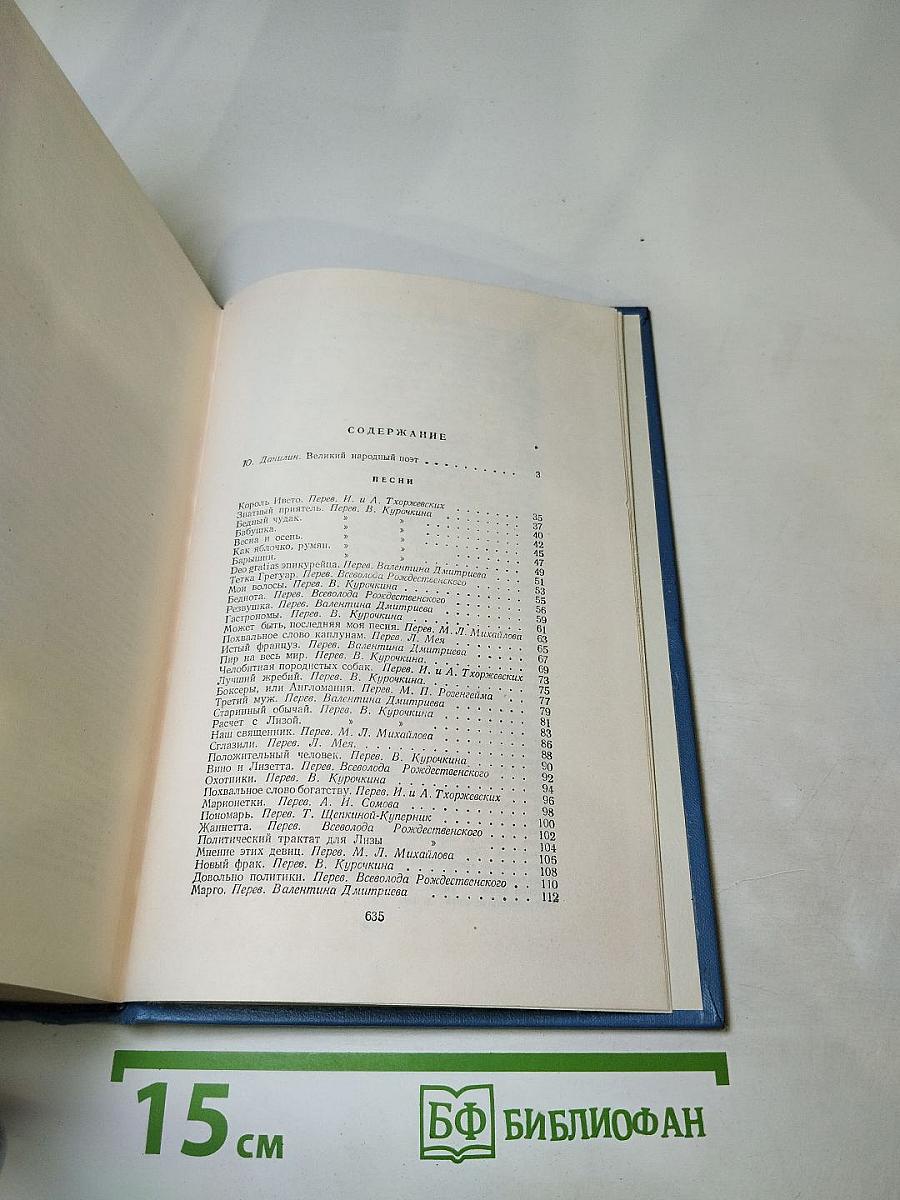 СОДЕРЖАНИЕ
Ю. Данилин. Великий народный поэт . . . . . . . . . . 3
ПЕСНИ
Король Ивето. Перев. И. и А. Тхоржевских . . . . . . . 35
Знатный приятель. Перев. В. Курочкина . . . . . . . 37
Бедный чудак. » » . . . . . . . 40
Бабушка. » » . . . . . . . 42
Весна и осень. » » . . . . . . . 45
Как яблочко, румян. » » . . . . . . . 47
Барышни. » » . . . . . . . 49
Deo gratias эпикурейца. Перев. Валентина Дмитриева . . . . 51
Тетка Грегуар. Перев. Всеволода Рождественского . . . . 53
Мои волосы. Перев. В. Курочкина . . . . . . . 55
Беднота. Перев. Всеволода Рождественского . . . . . . 56
Резвушка. Перев. Валентина Дмитриева . . . . . . 59
Гастрономы. Перев. В. Курочкина . . . . . . . 61
Может быть, последняя моя песня. Перев. М. Л. Михайлова 63
Похвальное слово каплунам. Перев. Л. Мея . . . . . . 65
Истый француз. Перев. Валентина Дмитриева . . . . . 67
Пир на весь мир. Перев. В. Курочкина. . . . . . . 69
Челобитная породистых собак. Перев. И. и А. Тхоржевских 73
Лучший жребий. Перев. В. Курочкина. . . . . . . 75
Боксеры, или Англомания. Перев. М. П. Розенгейма . . . 77
Третий муж. Перев. Валентина Дмитриева . . . . . . 79
Старинный обычай. Перев. В. Курочкина . . . . . . 81
Расчет с Лизой. » » . . . . . . . 83
Наш священник. Перев. М. Л. Михайлова . . . . . . 86
Сглазили. Перев. Л. Мея. . . . . . . . . 88
Положительный человек. Перев. В. Курочкина . . . . . 90
Вино и Лизетта. Перев. Всеволода Рождественского . . . 92
Охотники. Перев. В. Курочкина . . . . . . . 94
Похвальное слово богатству. Перев. И. и А. Тхоржевских . . 96
Марионетки. Перев. А. И. Сомова . . . . . . . 98
Пономарь. Перев. Т. Щепкиной-Куперник . . . . . . 100
Жаннетта. Перев. Всеволода Рождественского . . . . 102
Политический трактат для Лизы » . . . . . . . 104
Мнение этих девиц. Перев. М. Л. Михайлова . . . . . 105
Новый фрак. Перев. В. Курочкина . . . . . . . 108
Довольно политики. Перев. Всеволода Рождественского . . 110
Марго. Перев. Валентина Дмитриева . . . . . . . 112
635
15 см
БФ БИБЛИОФАН